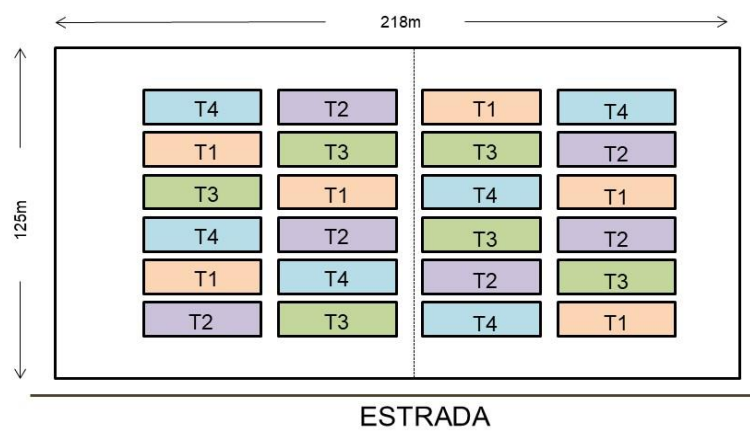 218m
125m
T4 T2 T1 T4
T1 T3 T3 T2
T3 T1 T4 T1
T4 T2 T3 T2
T1 T4 T2 T3
T2 T3 T4 T1
ESTRADA